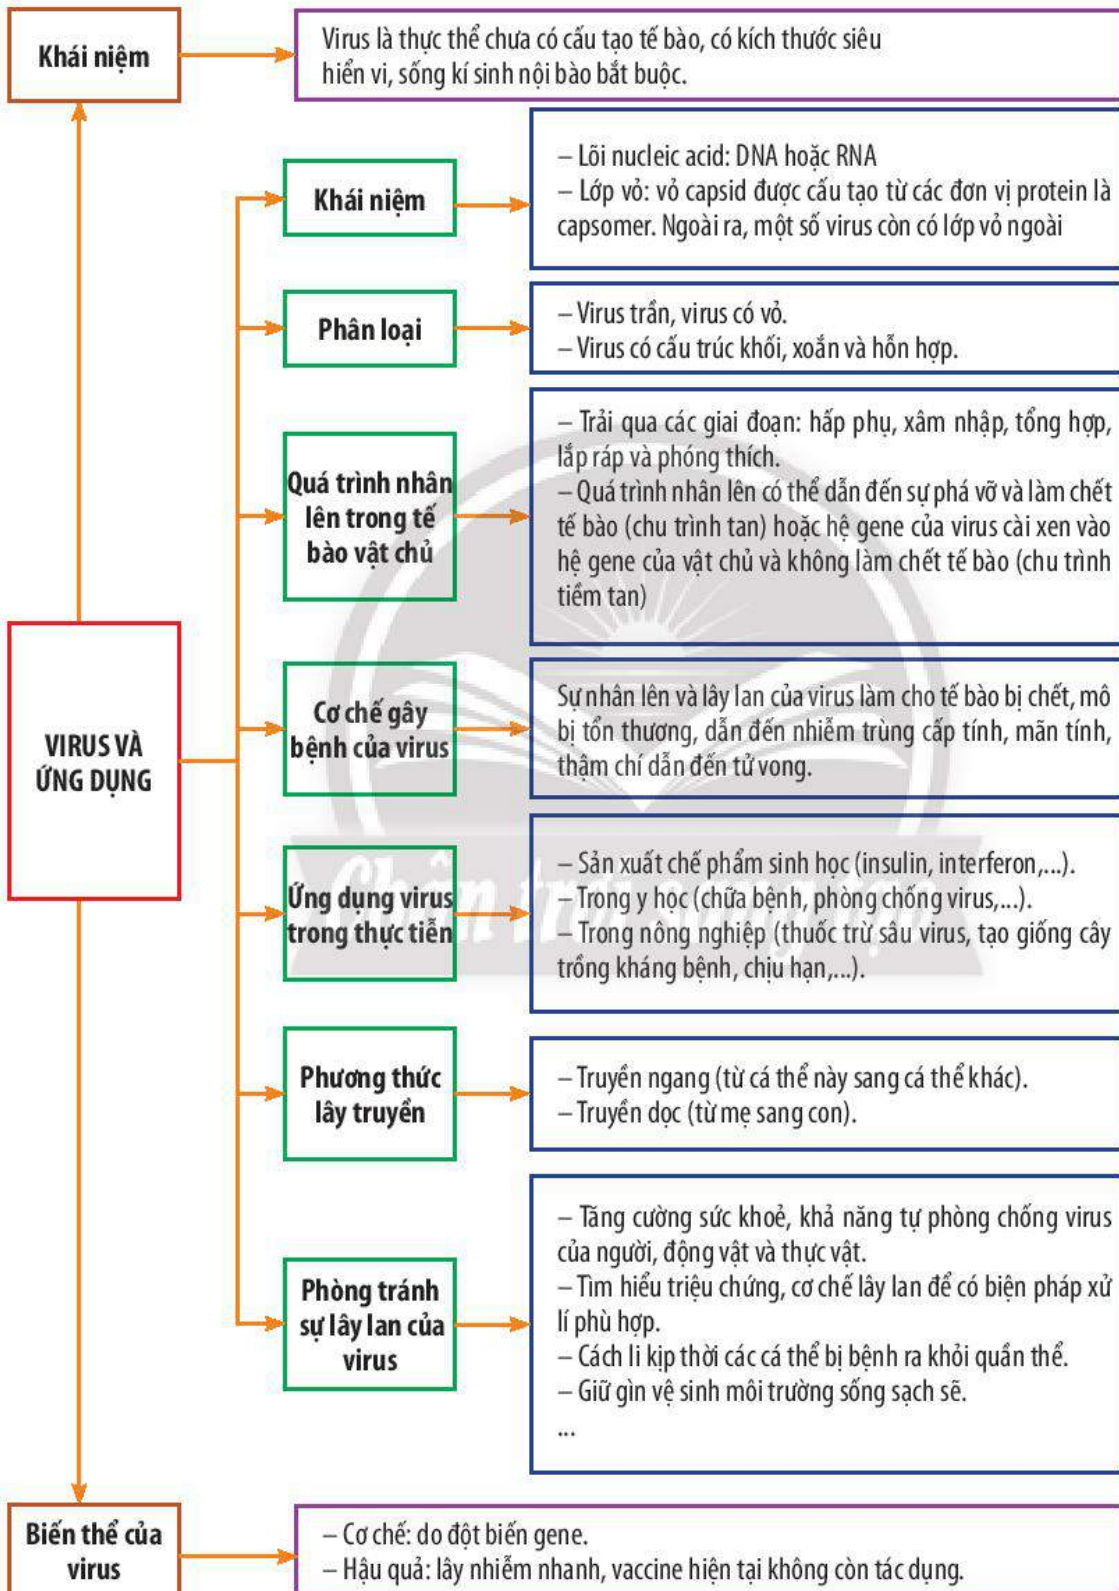 Khái niệm
Virus là thực thể chưa có cấu tạo tế bào, có kích thước siêu
hiển vi, sống kí sinh nội bào bắt buộc.
Khái niệm
– Lõi nucleic acid: DNA hoặc RNA
– Lớp vỏ: vỏ capsid được cấu tạo từ các đơn vị protein là
capsomer. Ngoài ra, một số virus còn có lớp vỏ ngoài
Phân loại
– Virus trần, virus có vỏ.
– Virus có cấu trúc khối, xoắn và hỗn hợp.
Quá trình nhân
lên trong tế
bào vật chủ
– Trải qua các giai đoạn: hấp phụ, xâm nhập, tổng hợp,
lắp ráp và phóng thích.
– Quá trình nhân lên có thể dẫn đến sự phá vỡ và làm chết
tế bào (chu trình tan) hoặc hệ gene của virus cài xen vào
hệ gene của vật chủ và không làm chết tế bào (chu trình
tiềm tan)
VIRUS VÀ
ỨNG DỤNG
Cơ chế gây
bệnh của virus
Sự nhân lên và lây lan của virus làm cho tế bào bị chết, mô
bị tổn thương, dẫn đến nhiễm trùng cấp tính, mãn tính,
thậm chí dẫn đến tử vong.
Ứng dụng virus
trong thực tiễn
– Sản xuất chế phẩm sinh học (insulin, interferon,...).
– Trong y học (chữa bệnh, phòng chống virus,...).
– Trong nông nghiệp (thuốc trừ sâu virus, tạo giống cây
trồng kháng bệnh, chịu hạn,...).
Chân trời sáng tạo
Phương thức
lây truyền
– Truyền ngang (từ cá thể này sang cá thể khác).
– Truyền dọc (từ mẹ sang con).
Phòng tránh
sự lây lan của
virus
– Tăng cường sức khoẻ, khả năng tự phòng chống virus
của người, động vật và thực vật.
– Tìm hiểu triệu chứng, cơ chế lây lan để có biện pháp xử
lí phù hợp.
– Cách li kịp thời các cá thể bị bệnh ra khỏi quần thể.
– Giữ gìn vệ sinh môi trường sống sạch sẽ.
...
Biến thể của
virus
– Cơ chế: do đột biến gene.
– Hậu quả: lây nhiễm nhanh, vaccine hiện tại không còn tác dụng.